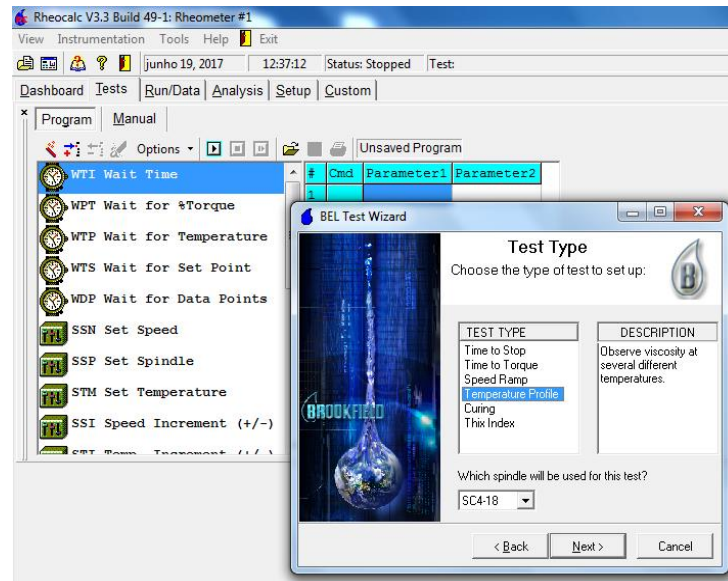 Rheocalc V3.3 Build 49-1: Rheometer #1
View Instrumentation Tools Help Exit
junho 19, 2017 12:37:12 Status: Stopped Test:
Dashboard Tests Run/Data Analysis Setup Custom
Program Manual
Options Unsaved Program
# Cmd Parameter1 Parameter2
1
WTI Wait Time
WPT Wait for %Torque
WTP Wait for Temperature
WTS Wait for Set Point
WDP Wait for Data Points
SSN Set Speed
SSP Set Spindle
STM Set Temperature
SSI Speed Increment (+/-)
STI Temp. Increment (+/-)
BEL Test Wizard
Test Type
Choose the type of test to set up:
B
BROOKFIELD
TEST TYPE
Time to Stop
Time to Torque
Speed Ramp
Temperature Profile
Curing
Thix Index
DESCRIPTION
Observe viscosity at
several different
temperatures.
Which spindle will be used for this test?
SC4-18
< Back Next > Cancel